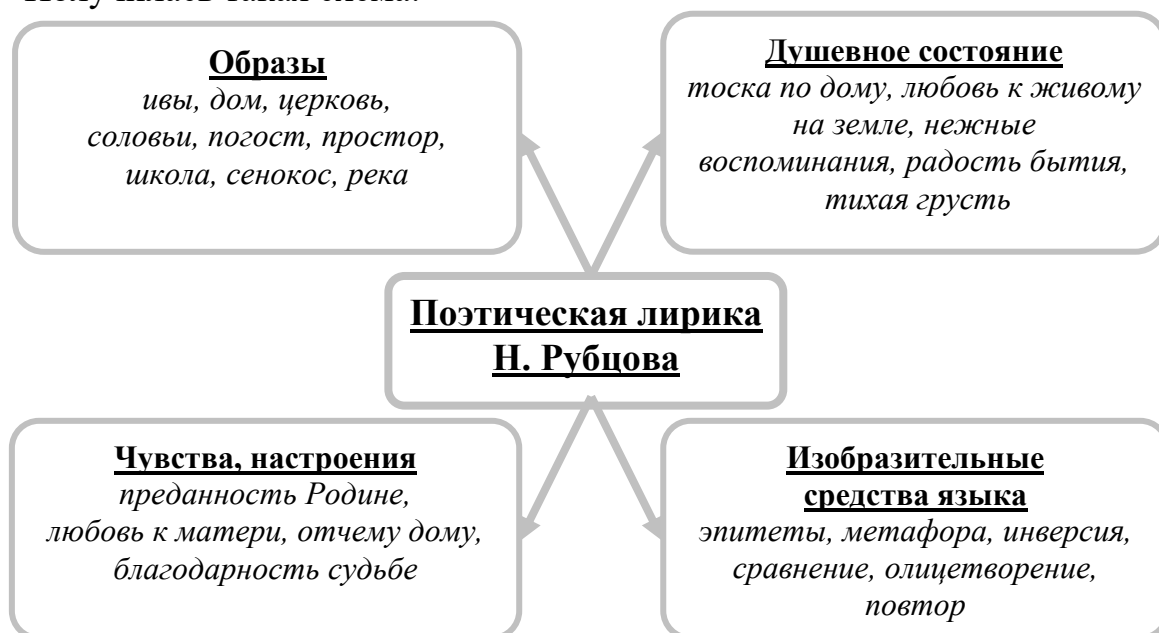 Образы
ивы, дом, церковь,
соловьи, погост, простор,
школа, сенокос, река
Душевное состояние
тоска по дому, любовь к живому
на земле, нежные
воспоминания, радость бытия,
тихая грусть
Поэтическая лирика
Н. Рубцова
Чувства, настроения
преданность Родине,
любовь к матери, отчему дому,
благодарность судьбе
Изобразительные
средства языка
эпитеты, метафора, инверсия,
сравнение, олицетворение,
повтор